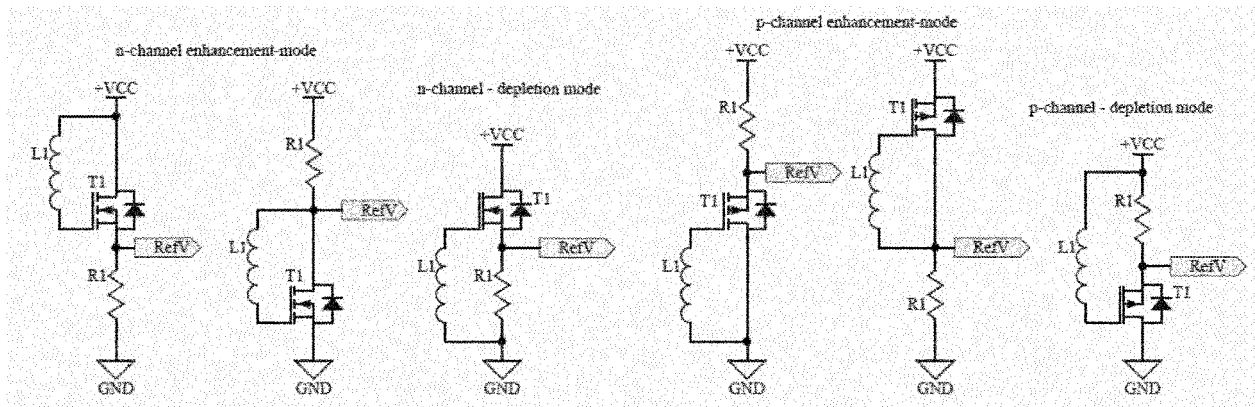 n-channel enhancement-mode
+VCC
L1
T1
RefV
R1
GND
+VCC
R1
RefV
L1
T1
GND
n-channel - depletion mode
+VCC
T1
L1
RefV
R1
GND
p-channel enhancement-mode
+VCC
R1
RefV
T1
L1
GND
+VCC
T1
L1
RefV
R1
GND
p-channel - depletion mode
+VCC
R1
L1
RefV
T1
GND